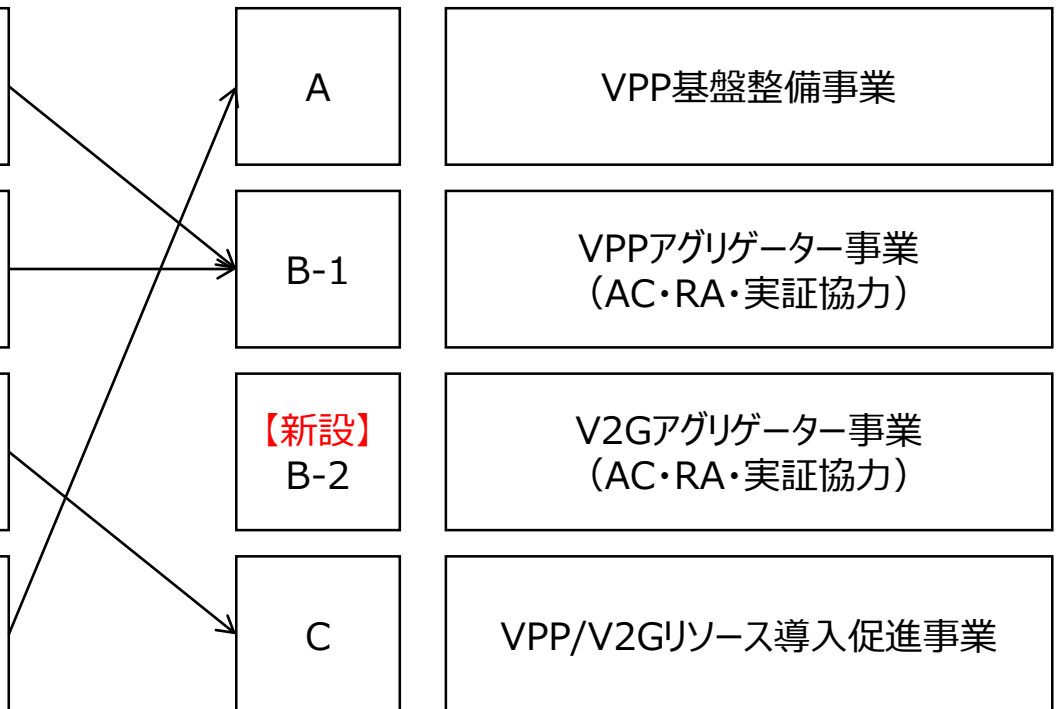 A
VPP基盤整備事業
B-1
VPPアグリゲーター事業
（AC・RA・実証協力）
【新設】
B-2
V2Gアグリゲーター事業
（AC・RA・実証協力）
C
VPP/V2Gリソース導入促進事業